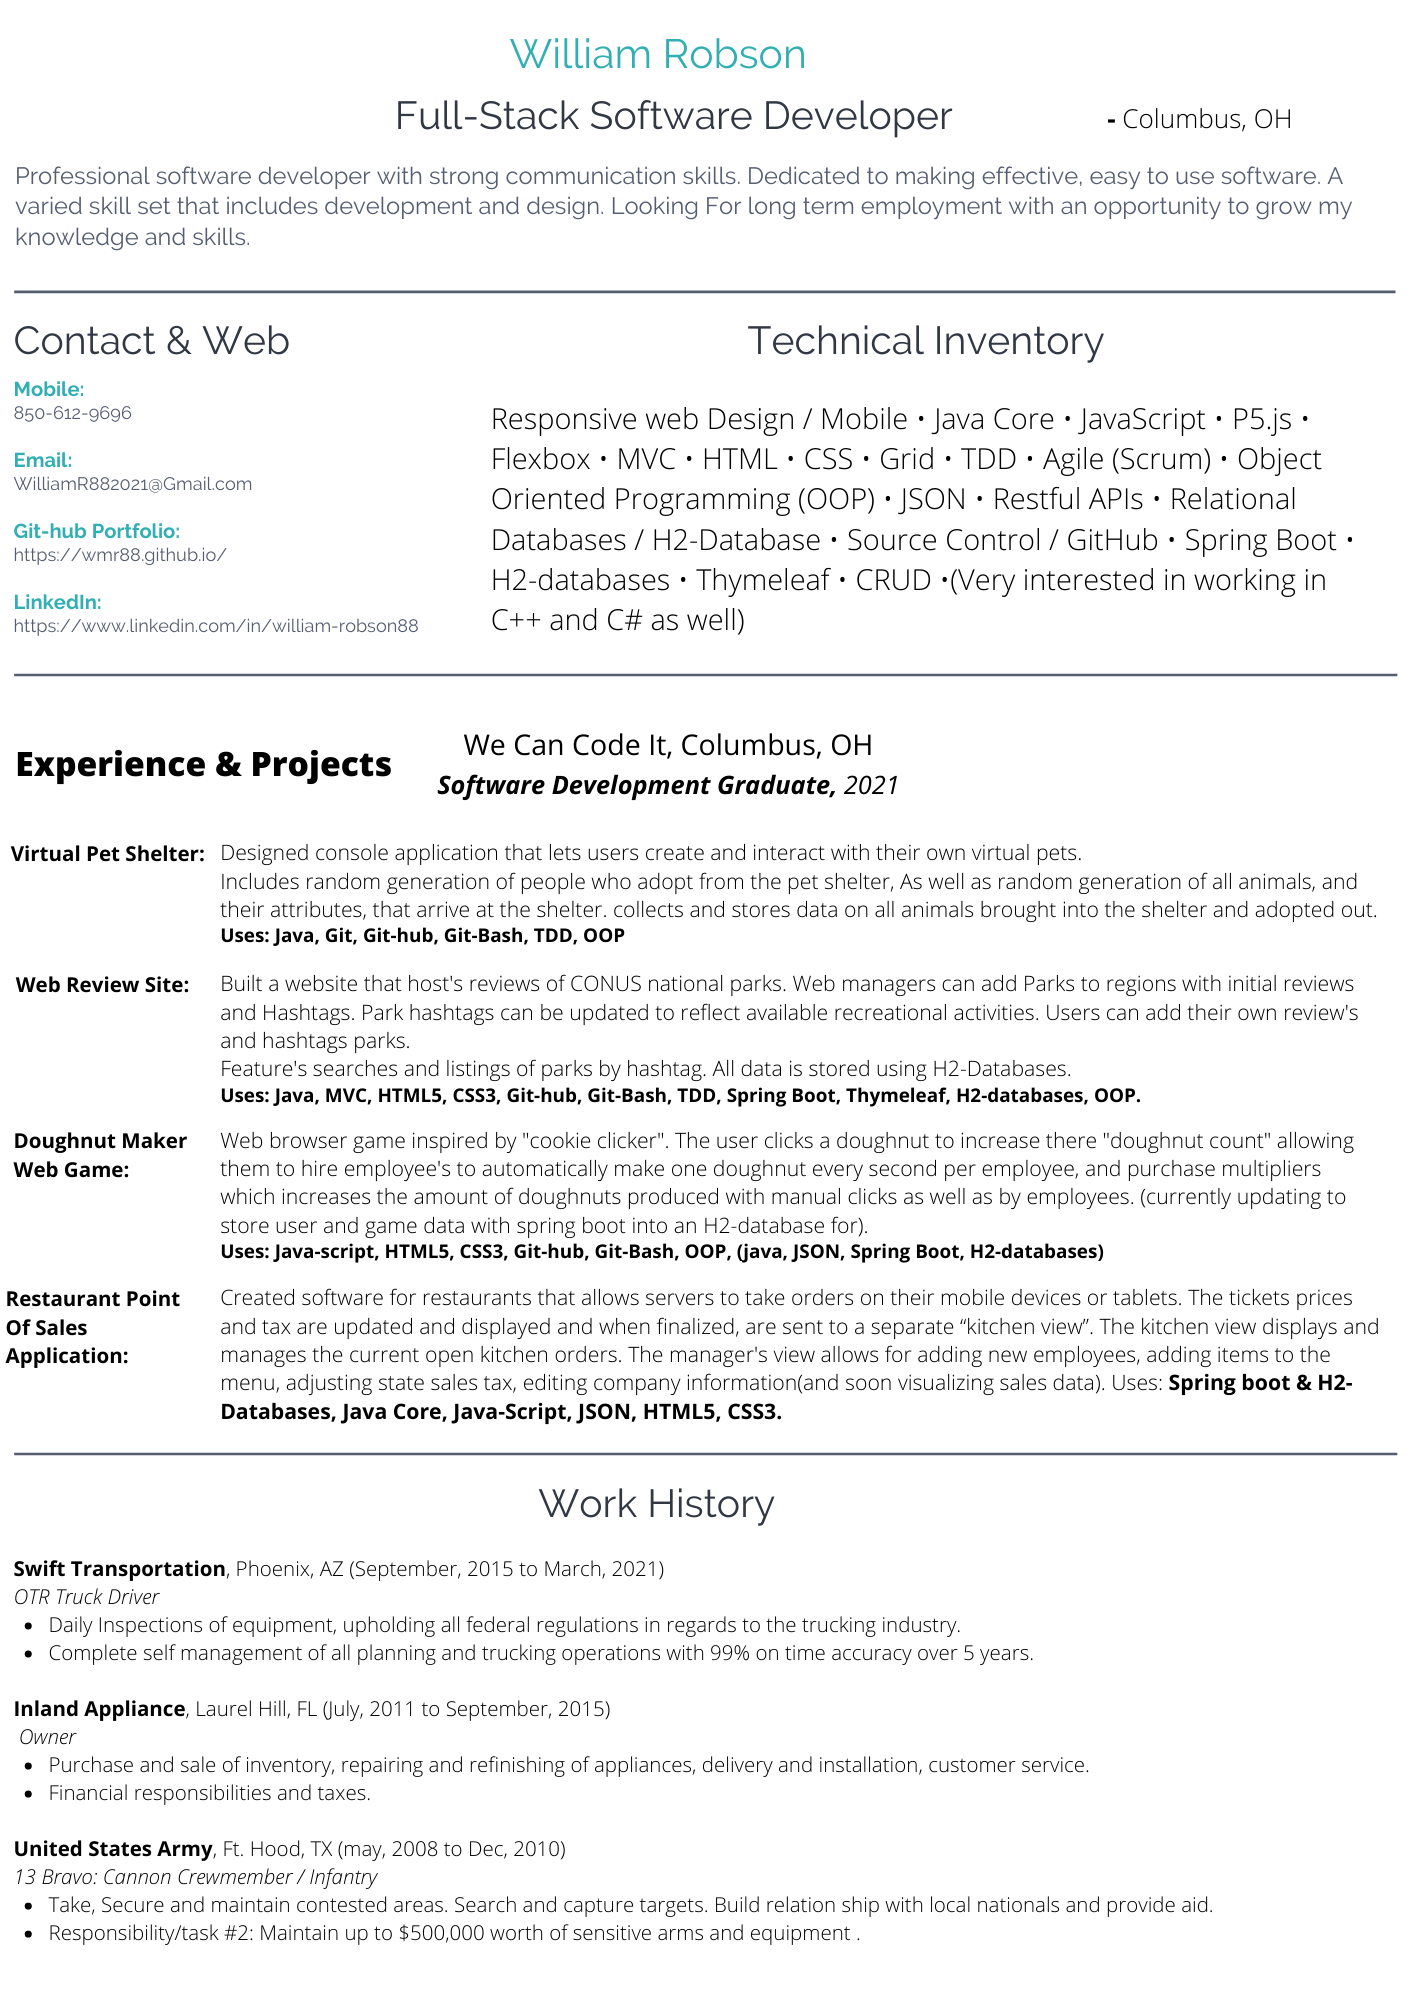 William Robson
Full-Stack Software Developer
- Columbus, OH
Professional software developer with strong communication skills. Dedicated to making effective, easy to use software. A
varied skill set that includes development and design. Looking For long term employment with an opportunity to grow my
knowledge and skills.
Contact & Web
Mobile:
850-612-9696
Email:
WilliamR882021@Gmail.com
Git-hub Portfolio:
https://wmr88.github.io/
LinkedIn:
https://www.linkedin.com/in/william-robson88
Technical Inventory
Responsive web Design / Mobile • Java Core • JavaScript • P5.js •
Flexbox • MVC • HTML • CSS • Grid • TDD • Agile (Scrum) • Object
Oriented Programming (OOP) • JSON • Restful APIs • Relational
Databases / H2-Database • Source Control / GitHub • Spring Boot •
H2-databases • Thymeleaf • CRUD •(Very interested in working in
C++ and C# as well)
Experience & Projects
We Can Code It, Columbus, OH
Software Development Graduate, 2021
Virtual Pet Shelter:
Designed console application that lets users create and interact with their own virtual pets.
Includes random generation of people who adopt from the pet shelter, As well as random generation of all animals, and
their attributes, that arrive at the shelter. collects and stores data on all animals brought into the shelter and adopted out.
Uses: Java, Git, Git-hub, Git-Bash, TDD, OOP
Web Review Site:
Built a website that host's reviews of CONUS national parks. Web managers can add Parks to regions with initial reviews
and Hashtags. Park hashtags can be updated to reflect available recreational activities. Users can add their own review's
and hashtags parks.
Feature's searches and listings of parks by hashtag. All data is stored using H2-Databases.
Uses: Java, MVC, HTML5, CSS3, Git-hub, Git-Bash, TDD, Spring Boot, Thymeleaf, H2-databases, OOP.
Doughnut Maker
Web Game:
Web browser game inspired by "cookie clicker". The user clicks a doughnut to increase there "doughnut count" allowing
them to hire employee's to automatically make one doughnut every second per employee, and purchase multipliers
which increases the amount of doughnuts produced with manual clicks as well as by employees. (currently updating to
store user and game data with spring boot into an H2-database for).
Uses: Java-script, HTML5, CSS3, Git-hub, Git-Bash, OOP, (java, JSON, Spring Boot, H2-databases)
Restaurant Point
Of Sales
Application:
Created software for restaurants that allows servers to take orders on their mobile devices or tablets. The tickets prices
and tax are updated and displayed and when finalized, are sent to a separate “kitchen view”. The kitchen view displays and
manages the current open kitchen orders. The manager's view allows for adding new employees, adding items to the
menu, adjusting state sales tax, editing company information(and soon visualizing sales data). Uses: Spring boot & H2-
Databases, Java Core, Java-Script, JSON, HTML5, CSS3.
Work History
Swift Transportation, Phoenix, AZ (September, 2015 to March, 2021)
OTR Truck Driver
• Daily Inspections of equipment, upholding all federal regulations in regards to the trucking industry.
• Complete self management of all planning and trucking operations with 99% on time accuracy over 5 years.
Inland Appliance, Laurel Hill, FL (July, 2011 to September, 2015)
Owner
• Purchase and sale of inventory, repairing and refinishing of appliances, delivery and installation, customer service.
• Financial responsibilities and taxes.
United States Army, Ft. Hood, TX (may, 2008 to Dec, 2010)
13 Bravo: Cannon Crewmember / Infantry
• Take, Secure and maintain contested areas. Search and capture targets. Build relation ship with local nationals and provide aid.
• Responsibility/task #2: Maintain up to $500,000 worth of sensitive arms and equipment .